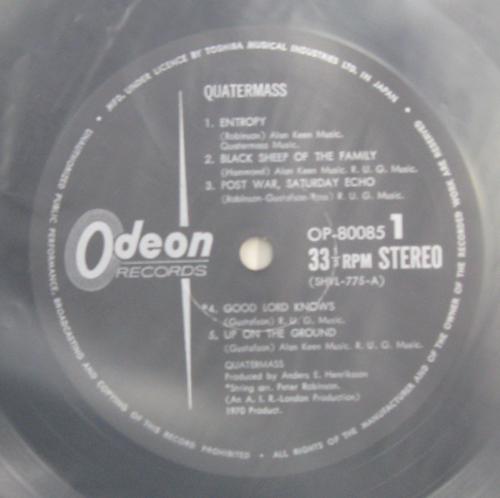 MFD. UNDER LICENCE BY TOSHIBA MUSICAL INDUSTRIES LTD. IN JAPAN
QUATERMASS
1. ENTROPY
(Robinson) Alan Keen Music.
Quatermass Music.
2. BLACK SHEEP OF THE FAMILY
(Hammond) Alan Keen Music. R. U. G. Music.
3. POST WAR, SATURDAY ECHO
(Robinson-Gustafson-Ross) R. U. G. Music.
Odeon
RECORDS
OP-80085 1
33 1/3 RPM STEREO
(SHVL-775-A)
*4. GOOD LORD KNOWS
(Gustafson) R. U. G. Music.
5. UP ON THE GROUND
(Gustafson) Alan Keen Music. R. U. G. Music.
QUATERMASS
Produced by Anders E. Henriksson
*String arr. Peter Robinson.
(An A. I. R.-London Production)
1970 Product.
UNAUTHORIZED PUBLIC PERFORMANCE, BROADCASTING AND COPYING OF THIS RECORD PROHIBITED • ALL RIGHTS OF THE MANUFACTURER AND OF THE OWNER OF THE RECORDED WORK ARE RESERVED